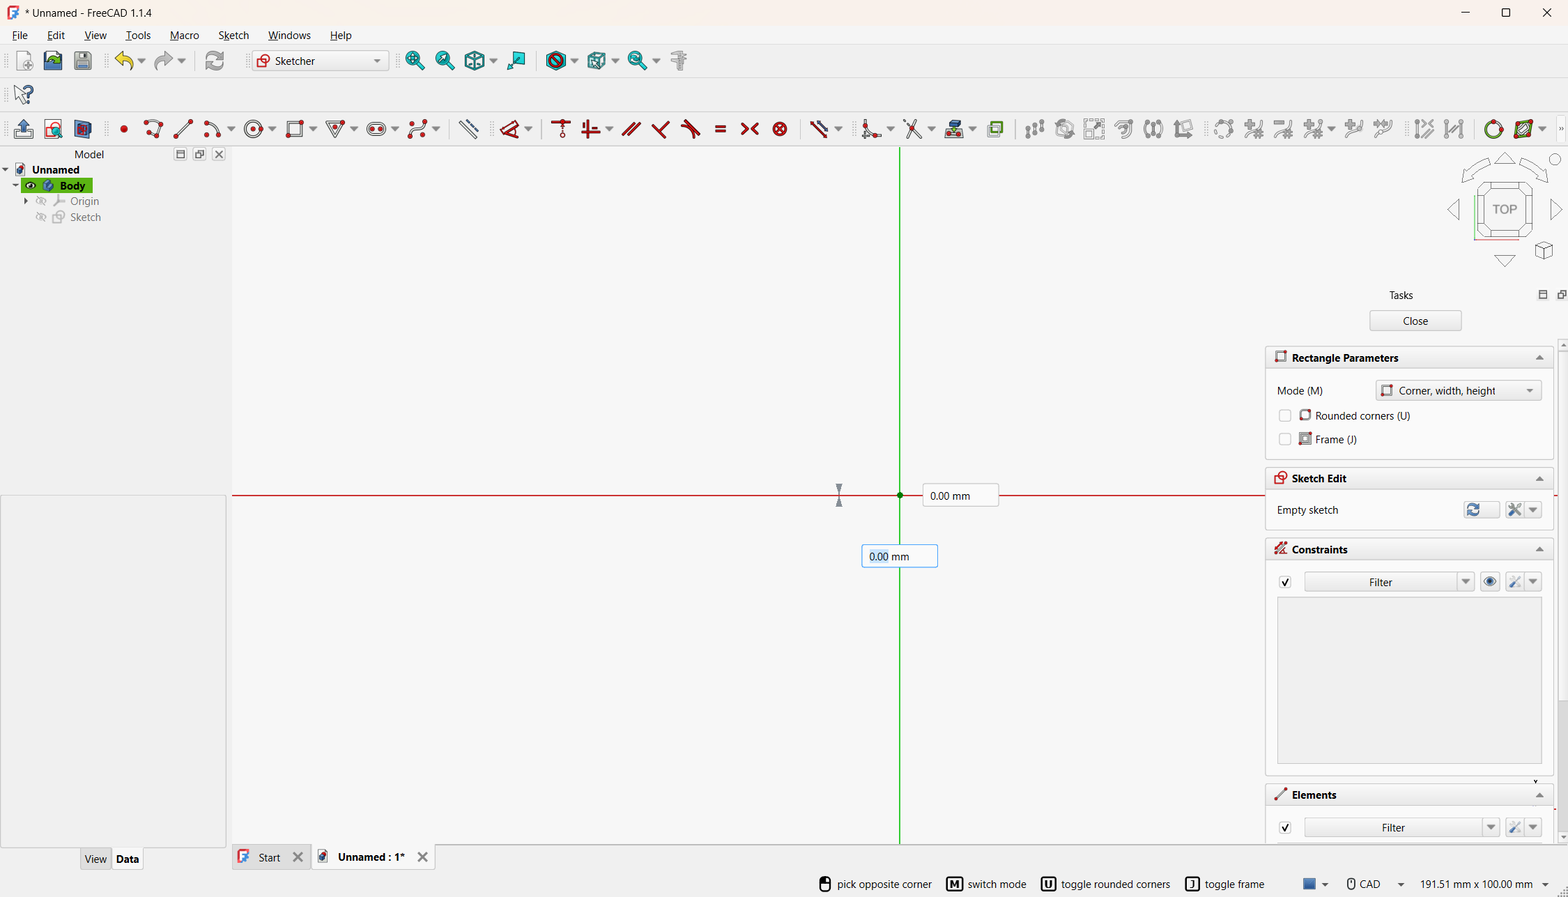 * Unnamed - FreeCAD 1.1.4
File Edit View Tools Macro Sketch Windows Help
Sketcher
Model
Unnamed
Body
Origin
Sketch
TOP
Tasks
Close
Rectangle Parameters
Mode (M) Corner, width, height
Rounded corners (U)
Frame (J)
Sketch Edit
0.00 mm
Empty sketch
Constraints
0.00 mm
Filter
Elements
Filter
View Data
Start Unnamed : 1*
pick opposite corner M switch mode U toggle rounded corners J toggle frame CAD 191.51 mm x 100.00 mm